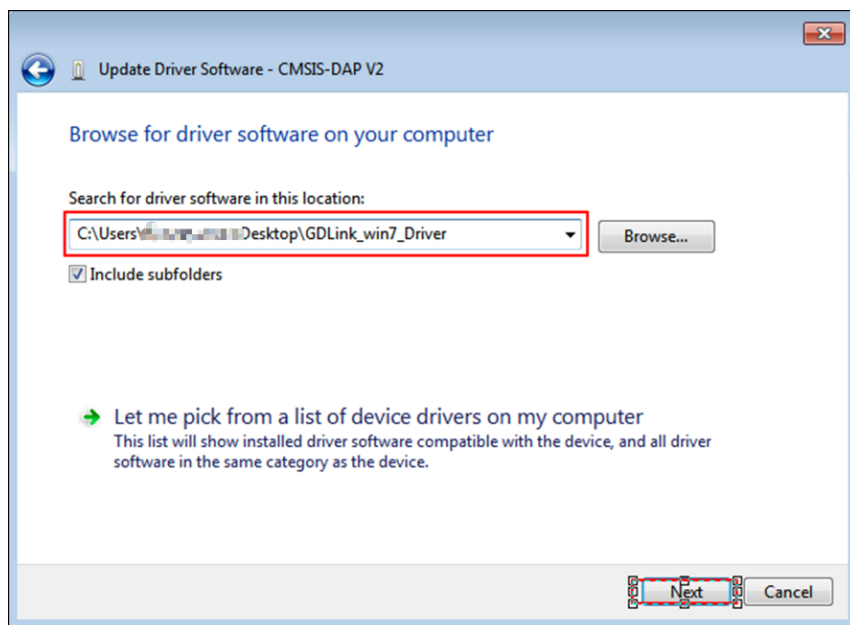 Update Driver Software - CMSIS-DAP V2
Browse for driver software on your computer
Search for driver software in this location:
C:\Users\ Desktop\GDLink_win7_Driver
Browse...
Include subfolders
Let me pick from a list of device drivers on my computer
This list will show installed driver software compatible with the device, and all driver
software in the same category as the device.
Next
Cancel